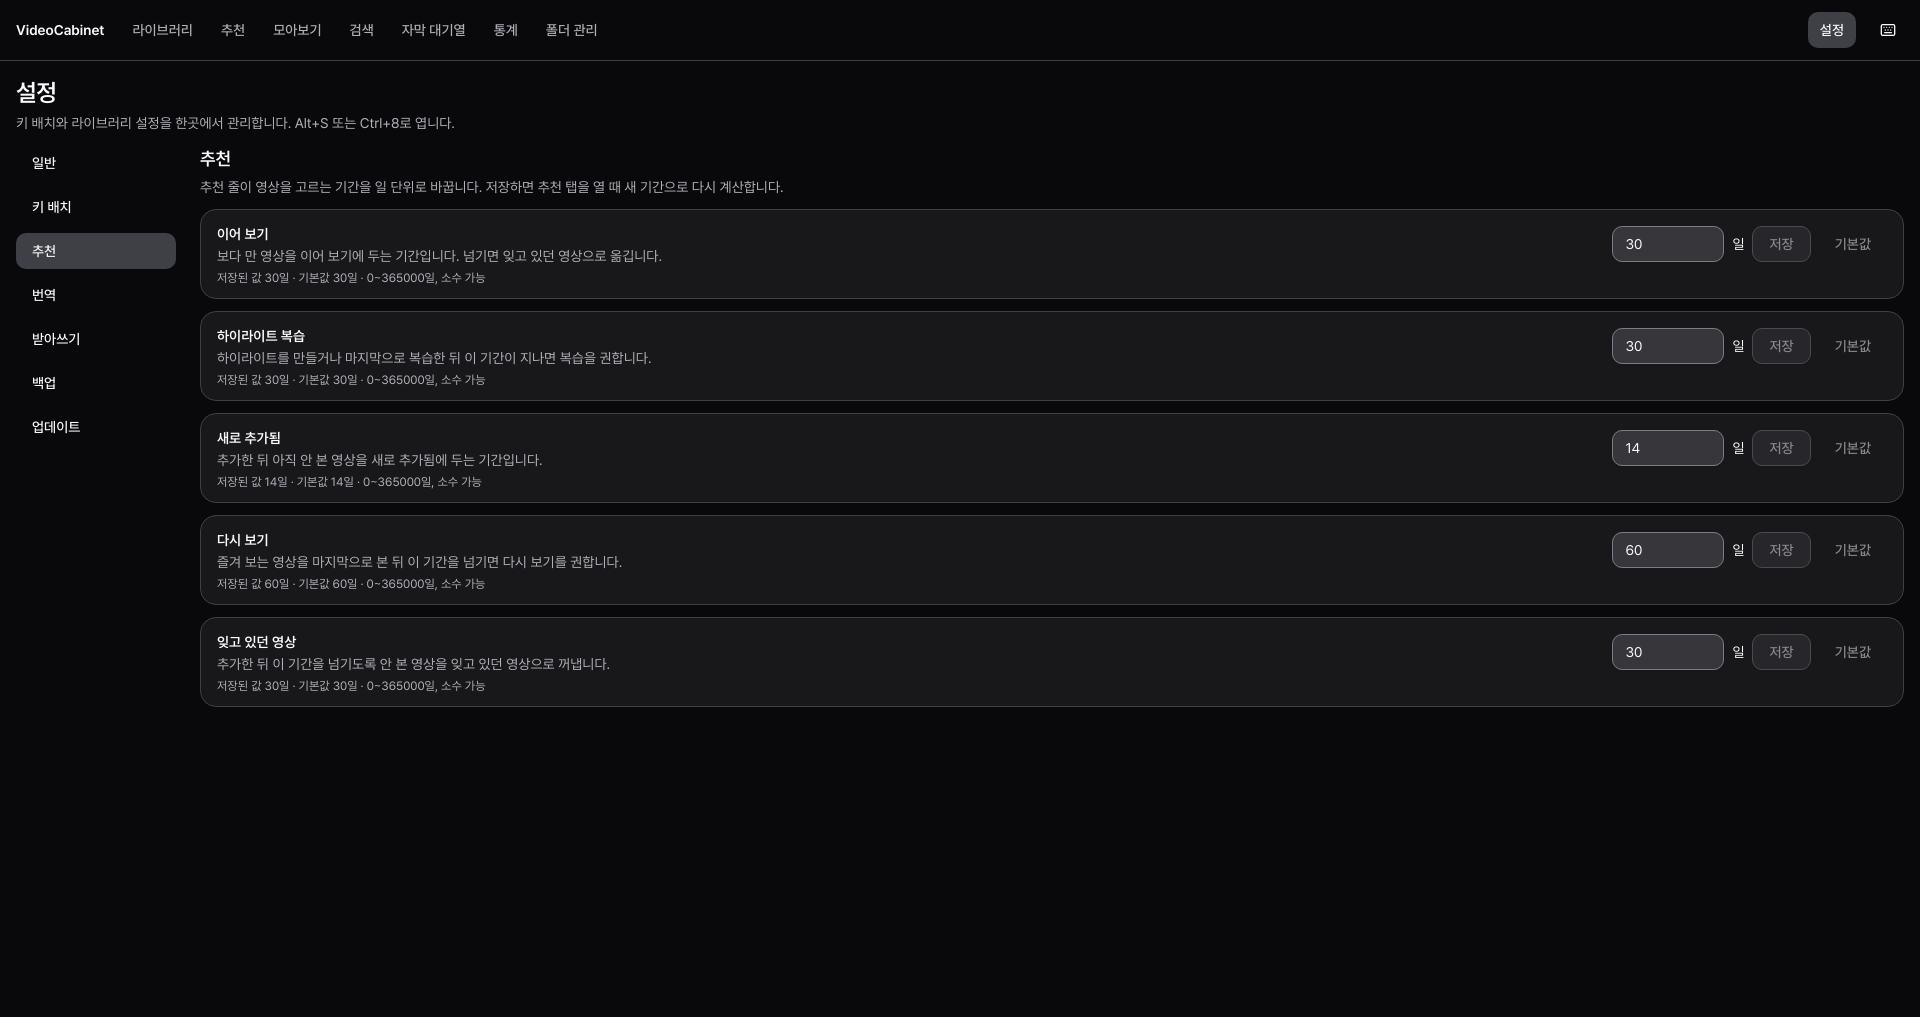 VideoCabinet 라이브러리 추천 모아보기 검색 자막 대기열 통계 폴더 관리 설정
설정
키 배치와 라이브러리 설정을 한곳에서 관리합니다. Alt+S 또는 Ctrl+8로 엽니다.
일반
키 배치
추천
번역
받아쓰기
백업
업데이트
추천
추천 줄이 영상을 고르는 기간을 일 단위로 바꿉니다. 저장하면 추천 탭을 열 때 새 기간으로 다시 계산합니다.
이어 보기
보다 만 영상을 이어 보기에 두는 기간입니다. 넘기면 잊고 있던 영상으로 옮깁니다.
저장된 값 30일 · 기본값 30일 · 0~365000일, 소수 가능
30 일 저장 기본값
하이라이트 복습
하이라이트를 만들거나 마지막으로 복습한 뒤 이 기간이 지나면 복습을 권합니다.
저장된 값 30일 · 기본값 30일 · 0~365000일, 소수 가능
30 일 저장 기본값
새로 추가됨
추가한 뒤 아직 안 본 영상을 새로 추가됨에 두는 기간입니다.
저장된 값 14일 · 기본값 14일 · 0~365000일, 소수 가능
14 일 저장 기본값
다시 보기
즐겨 보는 영상을 마지막으로 본 뒤 이 기간을 넘기면 다시 보기를 권합니다.
저장된 값 60일 · 기본값 60일 · 0~365000일, 소수 가능
60 일 저장 기본값
잊고 있던 영상
추가한 뒤 이 기간을 넘기도록 안 본 영상을 잊고 있던 영상으로 꺼냅니다.
저장된 값 30일 · 기본값 30일 · 0~365000일, 소수 가능
30 일 저장 기본값